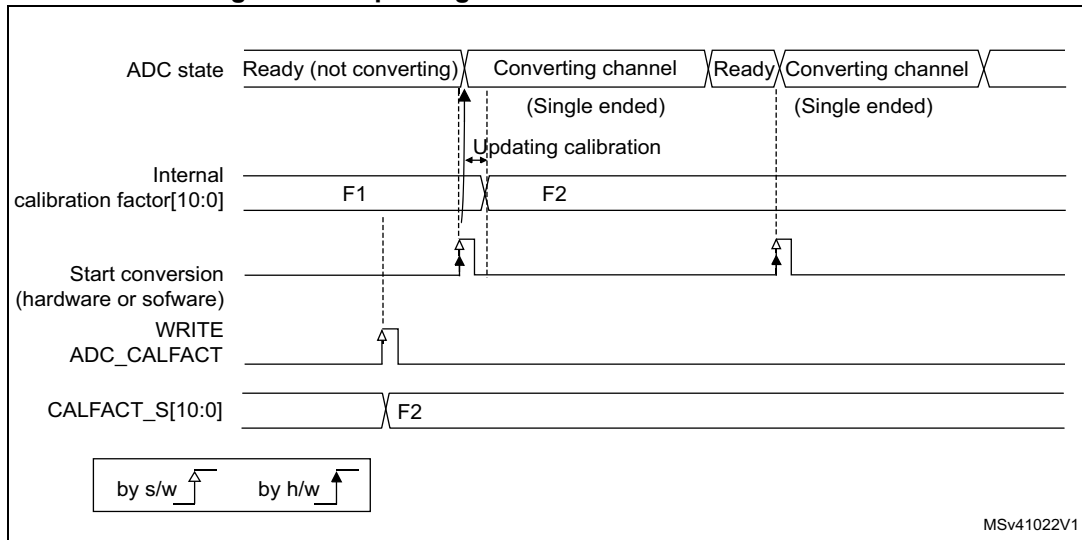 ADC state
Ready (not converting)
Converting channel
Ready
Converting channel
(Single ended)
(Single ended)
Updating calibration
Internal
calibration factor[10:0]
F1
F2
Start conversion
(hardware or sofware)
WRITE
ADC_CALFACT
CALFACT_S[10:0]
F2
by s/w
by h/w
MSv41022V1